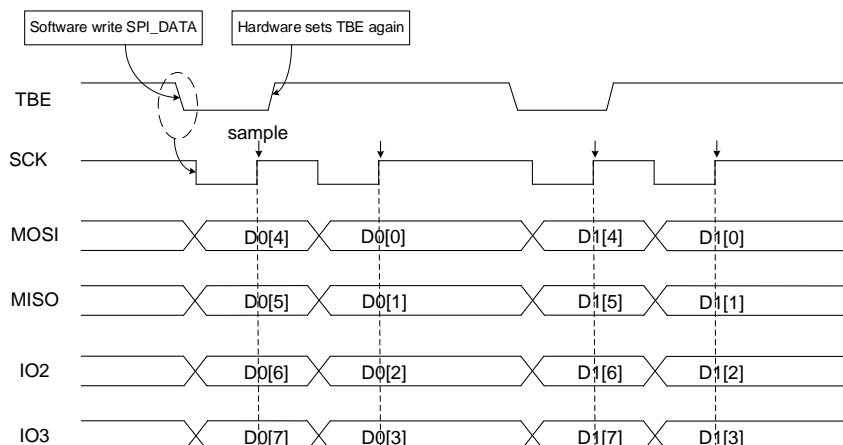 Software write SPI_DATA
Hardware sets TBE again
TBE
sample
SCK
MOSI D0[4] D0[0] D1[4] D1[0]
MISO D0[5] D0[1] D1[5] D1[1]
IO2 D0[6] D0[2] D1[6] D1[2]
IO3 D0[7] D0[3] D1[7] D1[3]